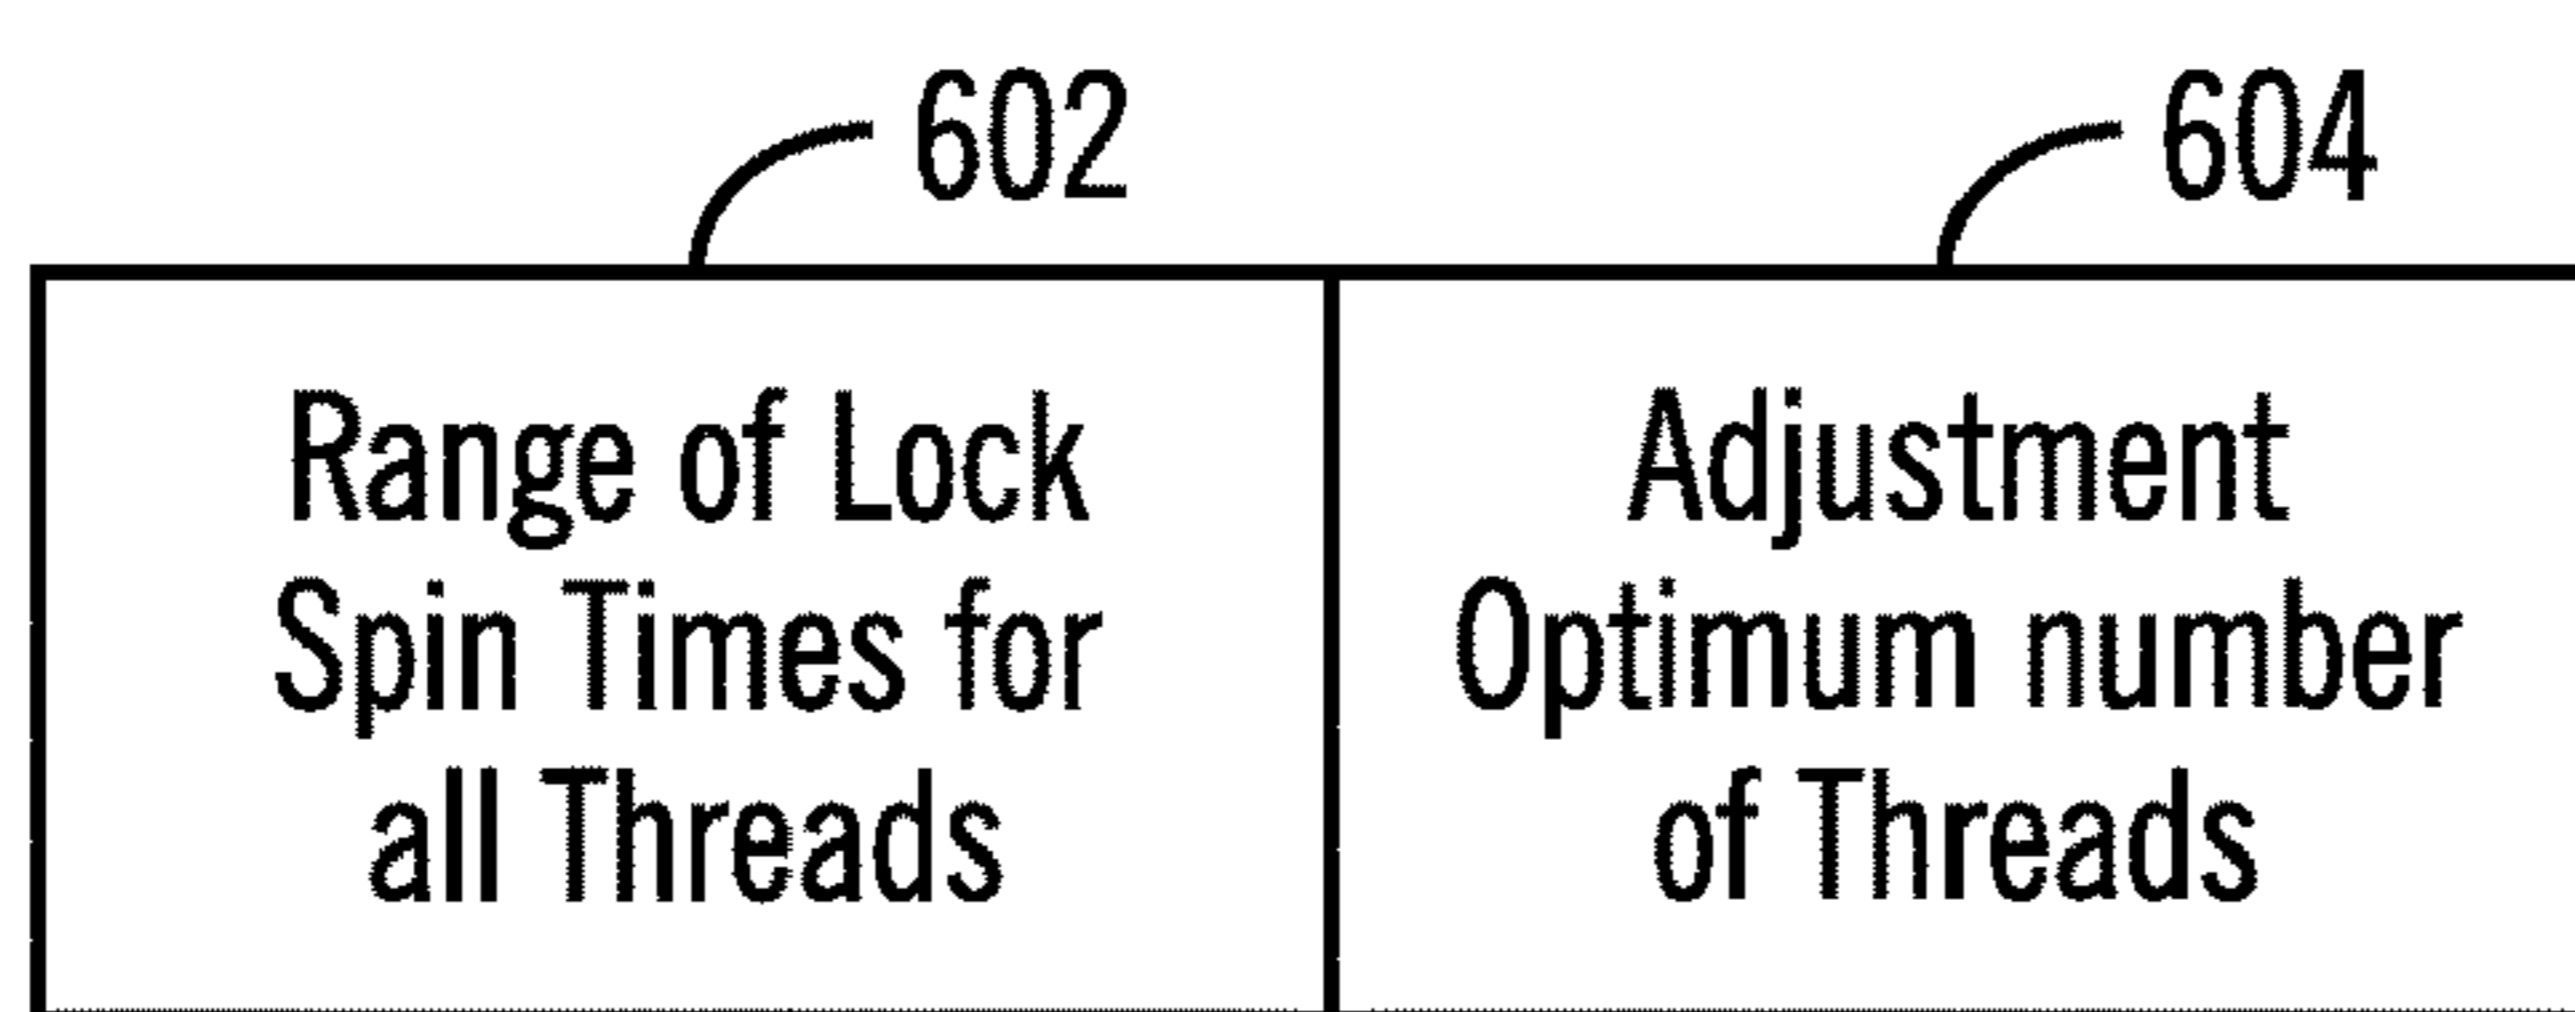 602
604
Range of Lock
Spin Times for
all Threads
Adjustment
Optimum number
of Threads